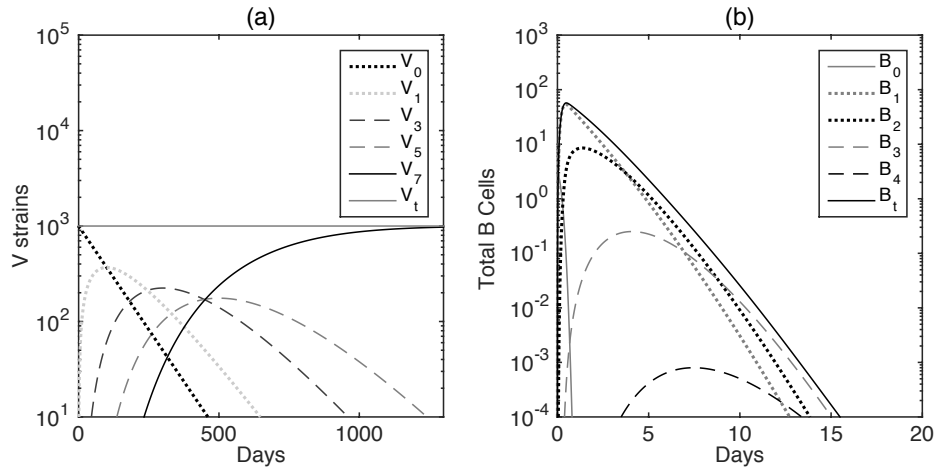 (a)
10^5
10^4
10^3
10^2
10^1
V strains
0
500
1000
Days
V_0
V_1
V_3
V_5
V_7
V_t
(b)
10^3
10^2
10^1
10^0
10^-1
10^-2
10^-3
10^-4
Total B Cells
0
5
10
15
20
Days
B_0
B_1
B_2
B_3
B_4
B_t